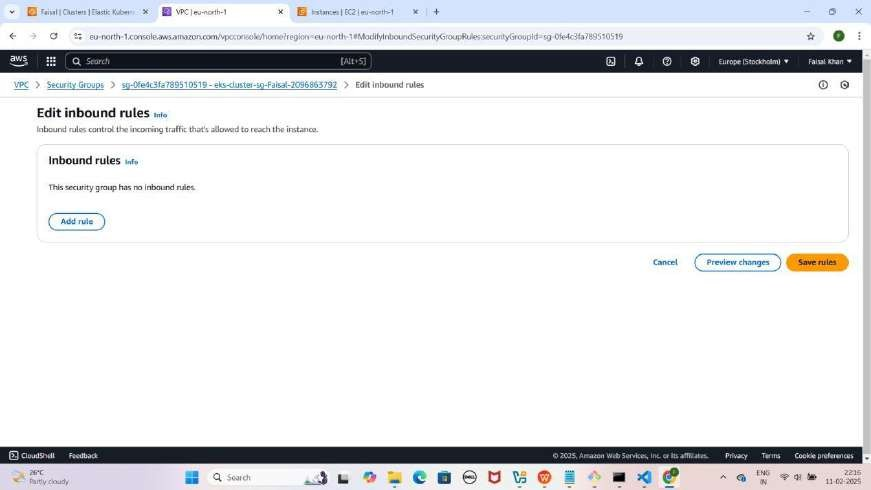 Faisal | Clusters | Elastic Kubern
VPC | eu-north-1
Instances | EC2 | eu-north-1
eu-north-1.console.aws.amazon.com/vpcconsole/home?region=eu-north-1#ModifyInboundSecurityGroupRules:securityGroupId=sg-0fe4c3fa789510519
F
aws
Search
[Alt+S]
Europe (Stockholm)
Faisal Khan
VPC > Security Groups > sg-0fe4c3fa789510519 - eks-cluster-sg-Faisal-2096863792 > Edit inbound rules
Edit inbound rules Info
Inbound rules control the incoming traffic that's allowed to reach the instance.
Inbound rules Info
This security group has no inbound rules.
Add rule
Cancel
Preview changes
Save rules
CloudShell
Feedback
© 2025, Amazon Web Services, Inc. or its affiliates.
Privacy
Terms
Cookie preferences
26°C
Partly cloudy
Search
DELL
ENG
IN
22:16
11-02-2025